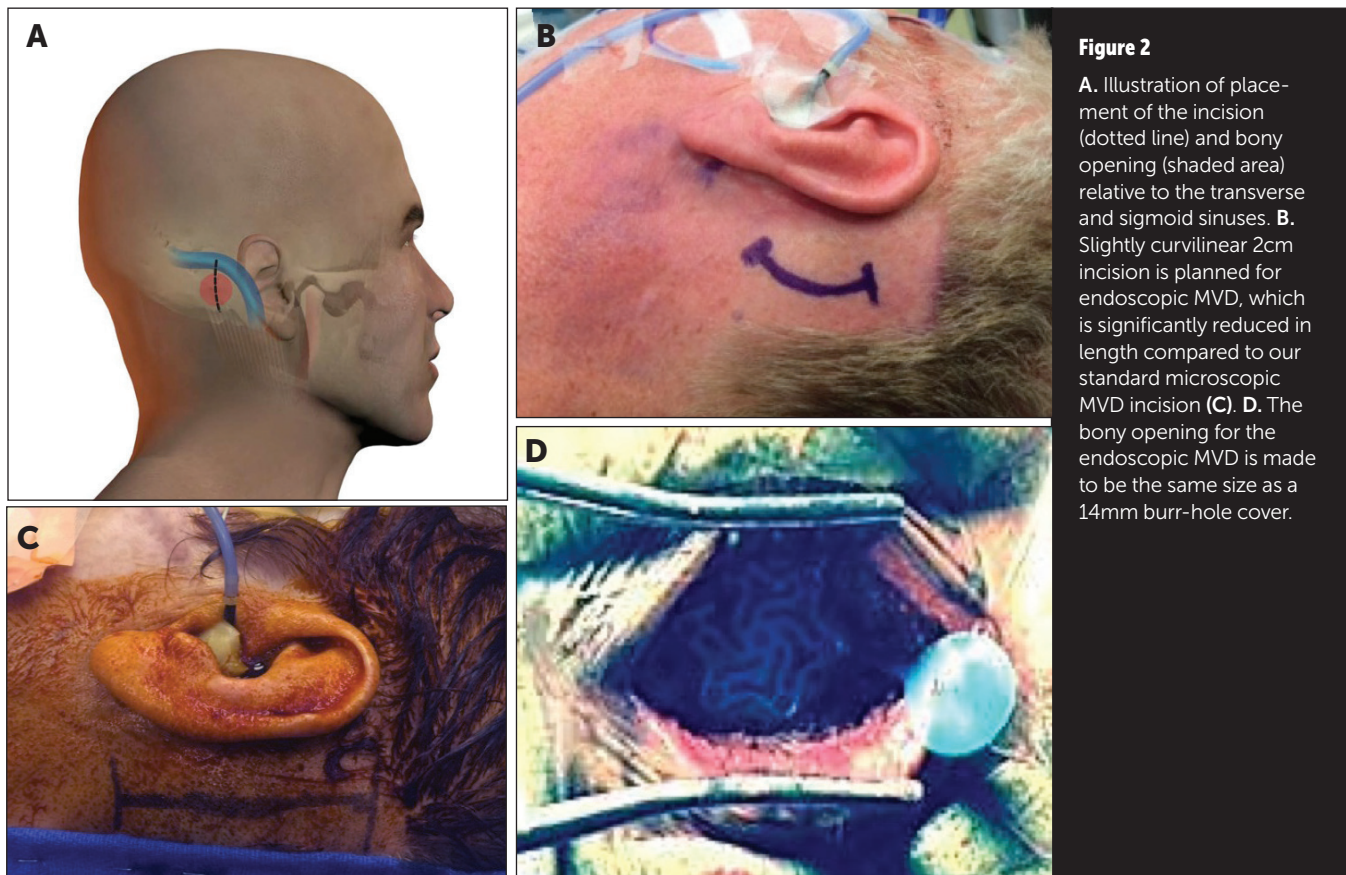 A
B
C
D
Figure 2
A. Illustration of place-
ment of the incision
(dotted line) and bony
opening (shaded area)
relative to the transverse
and sigmoid sinuses. B.
Slightly curvilinear 2cm
incision is planned for
endoscopic MVD, which
is significantly reduced in
length compared to our
standard microscopic
MVD incision (C). D. The
bony opening for the
endoscopic MVD is made
to be the same size as a
14mm burr-hole cover.